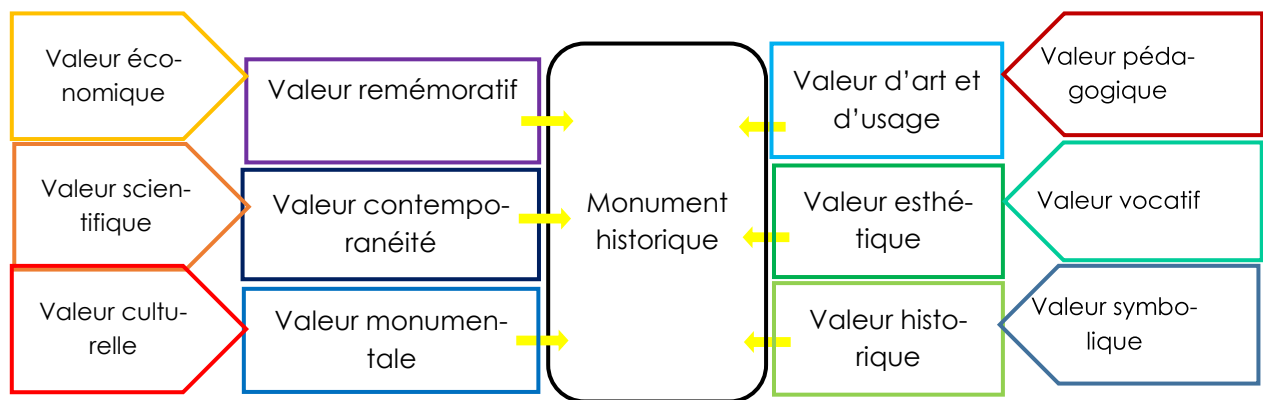 Valeur éco-
nomique
Valeur scien-
tifique
Valeur cultu-
relle
Valeur remémoratif
Valeur contempo-
ranéité
Valeur monumen-
tale
Monument
historique
Valeur d’art et
d’usage
Valeur esthé-
tique
Valeur histo-
rique
Valeur péda-
gogique
Valeur vocatif
Valeur symbo-
lique